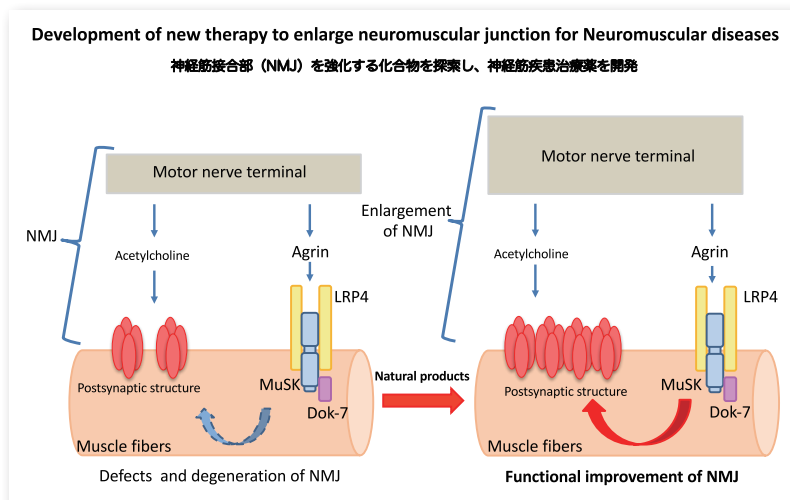 Development of new therapy to enlarge neuromuscular junction for Neuromuscular diseases
神経筋接合部（NMJ）を強化する化合物を探索し、神経筋疾患治療薬を開発
Motor nerve terminal
NMJ
Acetylcholine
Agrin
LRP4
MuSK
Postsynaptic structure
Dok-7
Muscle fibers
Defects and degeneration of NMJ
Natural products
Motor nerve terminal
Enlargement
of NMJ
Acetylcholine
Agrin
LRP4
MuSK
Postsynaptic structure
Dok-7
Muscle fibers
Functional improvement of NMJ